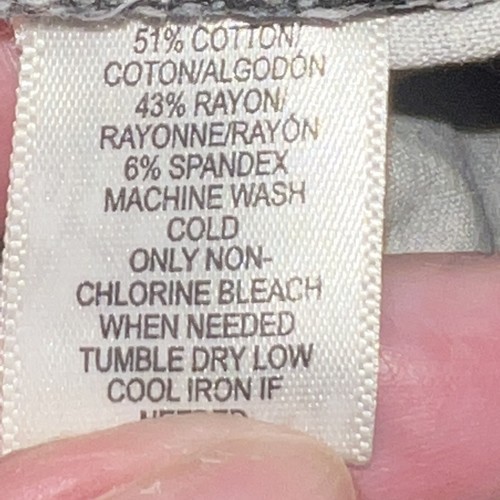 51% COTTON/
COTON/ALGODÓN
43% RAYON/
RAYONNE/RAYÓN
6% SPANDEX
MACHINE WASH
COLD
ONLY NON-
CHLORINE BLEACH
WHEN NEEDED
TUMBLE DRY LOW
COOL IRON IF
NEEDED